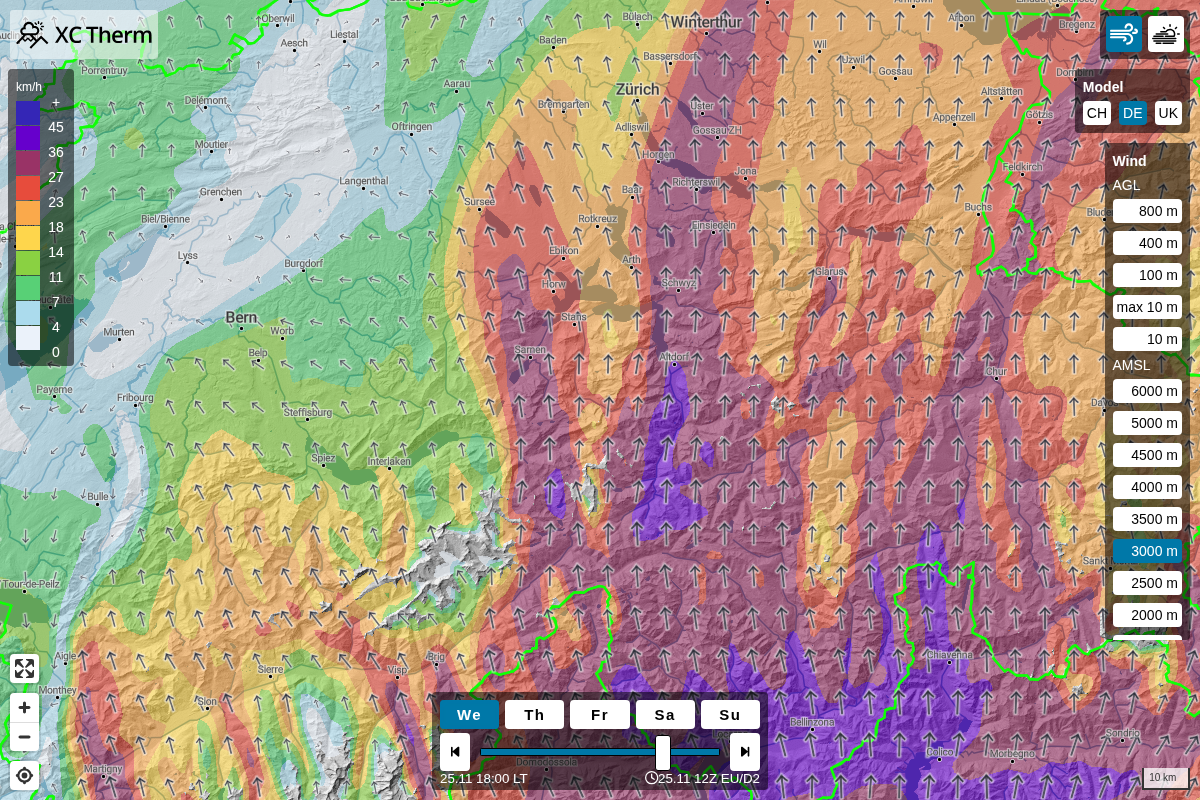 XC Therm
km/h
+
45
36
27
23
18
14
11
7
4
0
Model
CH DE UK
Wind
AGL
800 m
400 m
100 m
max 10 m
10 m
AMSL
6000 m
5000 m
4500 m
4000 m
3500 m
3000 m
2500 m
2000 m
Oberwil
Liestal
Aesch
Bülach
Winterthur
Arbon
Bregenz
Baden
Bassersdorf
Wil
Uzwil
Gossau
Porrentruy
Aarau
Zürich
Altstätten
Delémont
Bremgarten
Uster
Götzis
Oftringen
Adliswil
Gossau ZH
Appenzell
Moutier
Horgen
Feldkirch
Langenthal
Richterswil
Jona
Grenchen
Baar
Sursee
Buchs
Biel/Bienne
Rotkreuz
Einsiedeln
Lyss
Burgdorf
Ebikon
Arth
Glarus
Horw
Schwyz
Bern
Worb
Stans
Murten
Belp
Sarnen
Altdorf
Chur
Payerne
Fribourg
Steffisburg
Spiez
Interlaken
Bulle
La Tour-de-Peilz
Aigle
Sierre
Visp
Brig
Chiavenna
Monthey
Sion
Bellinzona
Martigny
Domodossola
Colico
Morbegno
Sondrio
We Th Fr Sa Su
25.11 18:00 LT
25.11 12Z EU/D2
10 km